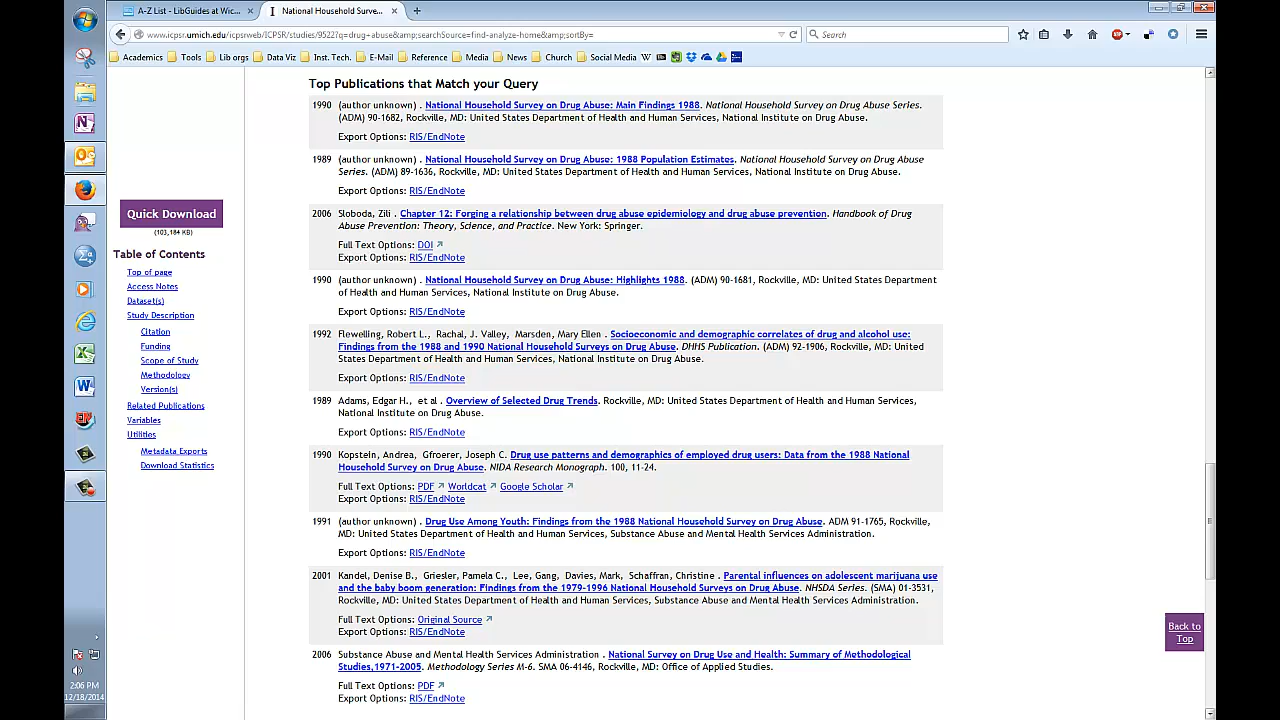 A-Z List - LibGuides at Wic...
National Household Surve...
www.icpsr.umich.edu/icpsrweb/ICPSR/studies/9522?q=drug+abuse&amp;searchSource=find-analyze-home&amp;sortBy=
Search
Academics Tools Lib orgs Data Viz Inst. Tech. E-Mail Reference Media News Church Social Media
Top Publications that Match your Query
1990 (author unknown) . National Household Survey on Drug Abuse: Main Findings 1988. National Household Survey on Drug Abuse Series.
(ADM) 90-1682, Rockville, MD: United States Department of Health and Human Services, National Institute on Drug Abuse.
Export Options: RIS/EndNote
1989 (author unknown) . National Household Survey on Drug Abuse: 1988 Population Estimates. National Household Survey on Drug Abuse
Series. (ADM) 89-1636, Rockville, MD: United States Department of Health and Human Services, National Institute on Drug Abuse.
Export Options: RIS/EndNote
2006 Sloboda, Zili . Chapter 12: Forging a relationship between drug abuse epidemiology and drug abuse prevention. Handbook of Drug
Abuse Prevention: Theory, Science, and Practice. New York: Springer.
Full Text Options: DOI
Export Options: RIS/EndNote
1990 (author unknown) . National Household Survey on Drug Abuse: Highlights 1988. (ADM) 90-1681, Rockville, MD: United States Department
of Health and Human Services, National Institute on Drug Abuse.
Export Options: RIS/EndNote
1992 Flewelling, Robert L., Rachal, J. Valley, Marsden, Mary Ellen . Socioeconomic and demographic correlates of drug and alcohol use:
Findings from the 1988 and 1990 National Household Surveys on Drug Abuse. DHHS Publication. (ADM) 92-1906, Rockville, MD: United
States Department of Health and Human Services, National Institute on Drug Abuse.
Export Options: RIS/EndNote
1989 Adams, Edgar H., et al . Overview of Selected Drug Trends. Rockville, MD: United States Department of Health and Human Services,
National Institute on Drug Abuse.
Export Options: RIS/EndNote
1990 Kopstein, Andrea, Gfroerer, Joseph C. Drug use patterns and demographics of employed drug users: Data from the 1988 National
Household Survey on Drug Abuse. NIDA Research Monograph. 100, 11-24.
Full Text Options: PDF Worldcat Google Scholar
Export Options: RIS/EndNote
1991 (author unknown) . Drug Use Among Youth: Findings from the 1988 National Household Survey on Drug Abuse. ADM 91-1765, Rockville,
MD: United States Department of Health and Human Services, Substance Abuse and Mental Health Services Administration.
Export Options: RIS/EndNote
2001 Kandel, Denise B., Griesler, Pamela C., Lee, Gang, Davies, Mark, Schaffran, Christine . Parental influences on adolescent marijuana use
and the baby boom generation: Findings from the 1979-1996 National Household Surveys on Drug Abuse. NHSDA Series. (SMA) 01-3531,
Rockville, MD: United States Department of Health and Human Services, Substance Abuse and Mental Health Services Administration.
Full Text Options: Original Source
Export Options: RIS/EndNote
2006 Substance Abuse and Mental Health Services Administration . National Survey on Drug Use and Health: Summary of Methodological
Studies,1971-2005. Methodology Series M-6. SMA 06-4146, Rockville, MD: Office of Applied Studies.
Full Text Options: PDF
Export Options: RIS/EndNote
Quick Download
(103,184 KB)
Table of Contents
Top of page
Access Notes
Dataset(s)
Study Description
Citation
Funding
Scope of Study
Methodology
Version(s)
Related Publications
Variables
Utilities
Metadata Exports
Download Statistics
Back to
Top
2:06 PM
12/18/2014